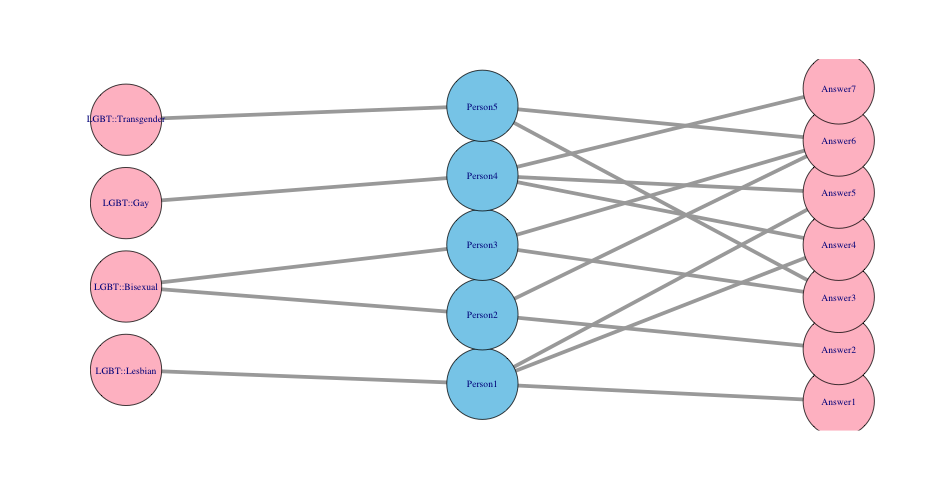 LGBT::Transgender
LGBT::Gay
LGBT::Bisexual
LGBT::Lesbian
Person5
Person4
Person3
Person2
Person1
Answer7
Answer6
Answer5
Answer4
Answer3
Answer2
Answer1